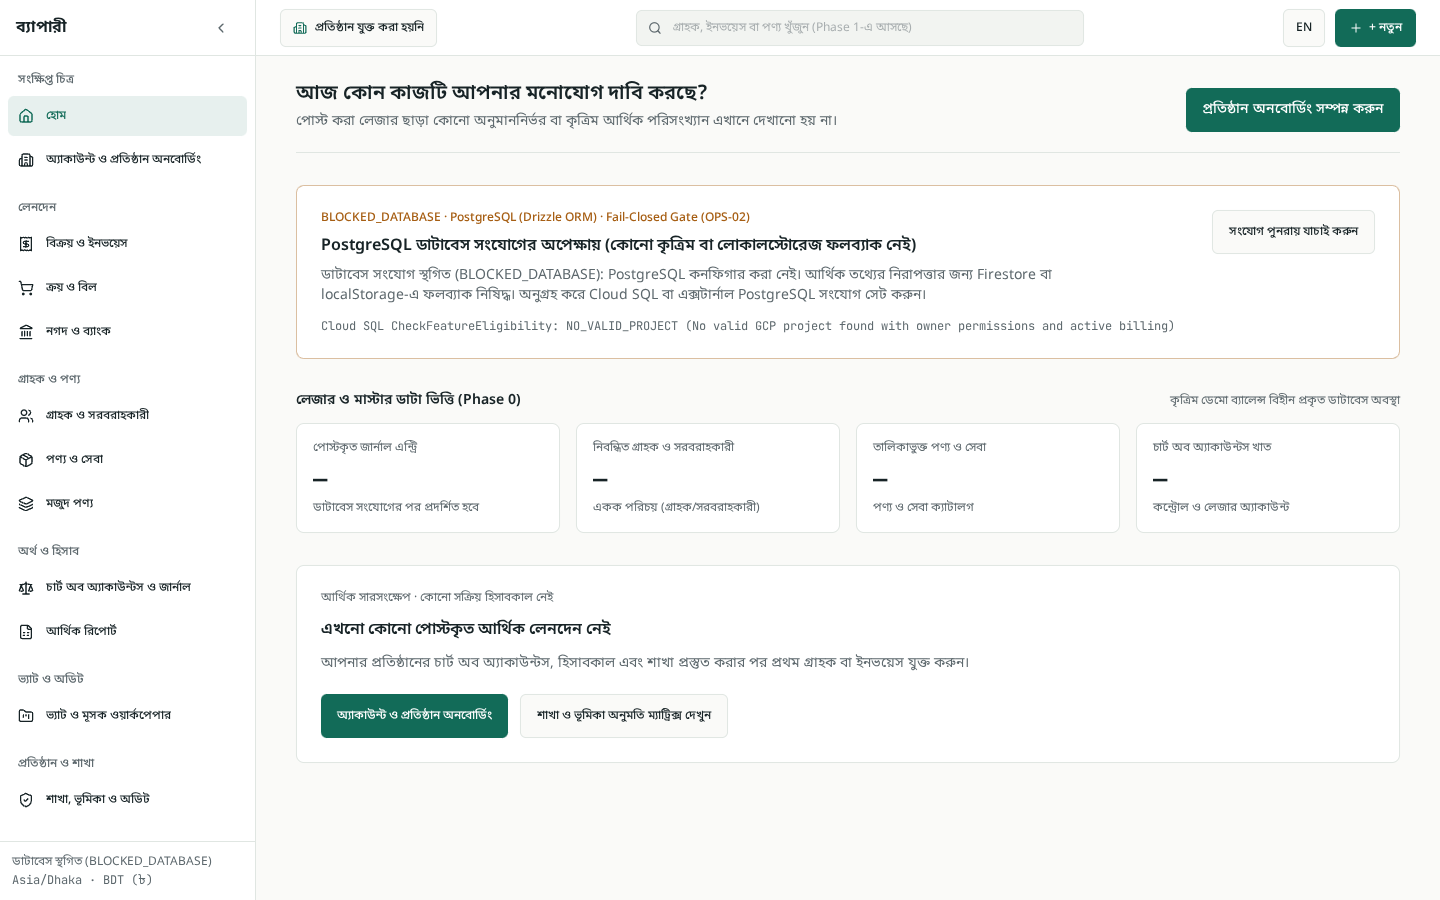 ব্যাপারী
প্রতিষ্ঠান যুক্ত করা হয়নি
গ্রাহক, ইনভয়েস বা পণ্য খুঁজুন (Phase 1-এ আসছে)
EN
+ নতুন
সংক্ষিপ্ত চিত্র
হোম
অ্যাকাউন্ট ও প্রতিষ্ঠান অনবোর্ডিং
লেনদেন
বিক্রয় ও ইনভয়েস
ক্রয় ও বিল
নগদ ও ব্যাংক
গ্রাহক ও পণ্য
গ্রাহক ও সরবরাহকারী
পণ্য ও সেবা
মজুদ পণ্য
অর্থ ও হিসাব
চার্ট অব অ্যাকাউন্টস ও জার্নাল
আর্থিক রিপোর্ট
ভ্যাট ও অডিট
ভ্যাট ও মূসক ওয়ার্কপেপার
প্রতিষ্ঠান ও শাখা
শাখা, ভূমিকা ও অডিট
ডাটাবেস স্থগিত (BLOCKED_DATABASE)
Asia/Dhaka · BDT (৳)
আজ কোন কাজটি আপনার মনোযোগ দাবি করছে?
পোস্ট করা লেজার ছাড়া কোনো অনুমাননির্ভর বা কৃত্রিম আর্থিক পরিসংখ্যান এখানে দেখানো হয় না।
প্রতিষ্ঠান অনবোর্ডিং সম্পন্ন করুন
BLOCKED_DATABASE · PostgreSQL (Drizzle ORM) · Fail-Closed Gate (OPS-02)
PostgreSQL ডাটাবেস সংযোগের অপেক্ষায় (কোনো কৃত্রিম বা লোকালস্টোরেজ ফলব্যাক নেই)
ডাটাবেস সংযোগ স্থগিত (BLOCKED_DATABASE): PostgreSQL কনফিগার করা নেই। আর্থিক তথ্যের নিরাপত্তার জন্য Firestore বা
localStorage-এ ফলব্যাক নিষিদ্ধ। অনুগ্রহ করে Cloud SQL বা এক্সটার্নাল PostgreSQL সংযোগ সেট করুন।
Cloud SQL CheckFeatureEligibility: NO_VALID_PROJECT (No valid GCP project found with owner permissions and active billing)
সংযোগ পুনরায় যাচাই করুন
লেজার ও মাস্টার ডাটা ভিত্তি (Phase 0)
কৃত্রিম ডেমো ব্যালেন্স বিহীন প্রকৃত ডাটাবেস অবস্থা
পোস্টকৃত জার্নাল এন্ট্রি
—
ডাটাবেস সংযোগের পর প্রদর্শিত হবে
নিবন্ধিত গ্রাহক ও সরবরাহকারী
—
একক পরিচয় (গ্রাহক/সরবরাহকারী)
তালিকাভুক্ত পণ্য ও সেবা
—
পণ্য ও সেবা ক্যাটালগ
চার্ট অব অ্যাকাউন্টস খাত
—
কন্ট্রোল ও লেজার অ্যাকাউন্ট
আর্থিক সারসংক্ষেপ · কোনো সক্রিয় হিসাবকাল নেই
এখনো কোনো পোস্টকৃত আর্থিক লেনদেন নেই
আপনার প্রতিষ্ঠানের চার্ট অব অ্যাকাউন্টস, হিসাবকাল এবং শাখা প্রস্তুত করার পর প্রথম গ্রাহক বা ইনভয়েস যুক্ত করুন।
অ্যাকাউন্ট ও প্রতিষ্ঠান অনবোর্ডিং
শাখা ও ভূমিকা অনুমতি ম্যাট্রিক্স দেখুন